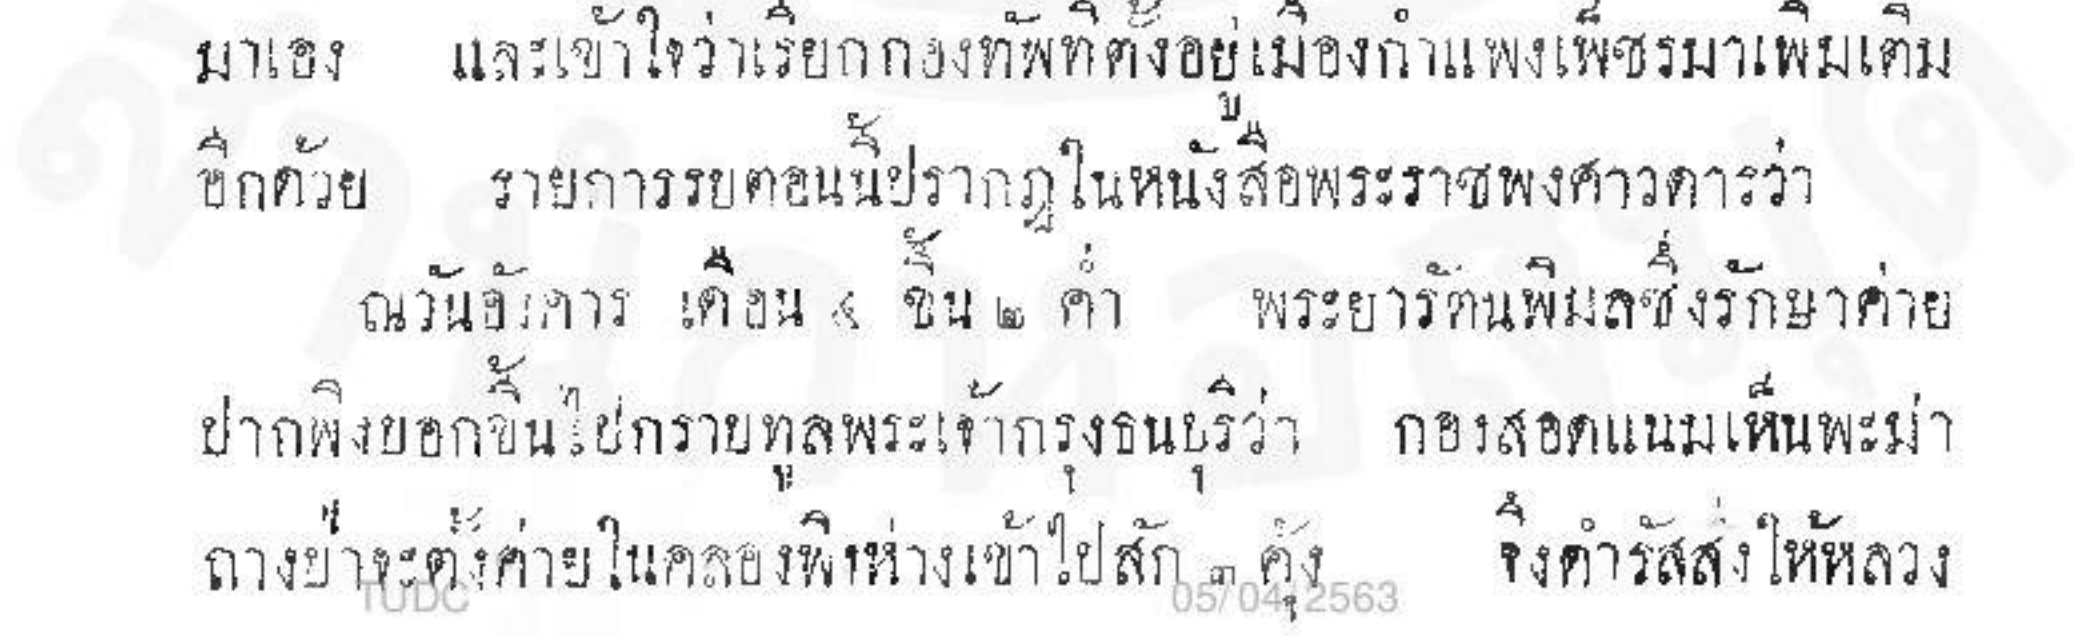 มาเอง และเข้าใจว่าเรียกกองทัพที่ตั้งอยู่เมืองกำแพงเพ็ชรมาเพิ่มเติม
อีกด้วย รายการรบตอนนี้ปรากฏในหนังสือพระราชพงศาวดารว่า
ณวันอังคาร เดือน ๔ ขึ้น ๒ ค่ำ พระยารัตนพิมลซึ่งรักษาค่าย
ปากพิงบอกขึ้นไปกราบทูลพระเจ้ากรุงธนบุรีว่า กองสอดแนมเห็นพะม่า
ถางป่าจะตั้งค่ายในคลองพิงห่างเข้าไปสัก ๓ คุ้ง จึงดำรัสสั่งให้หลวง
TUDC 05/04/2563